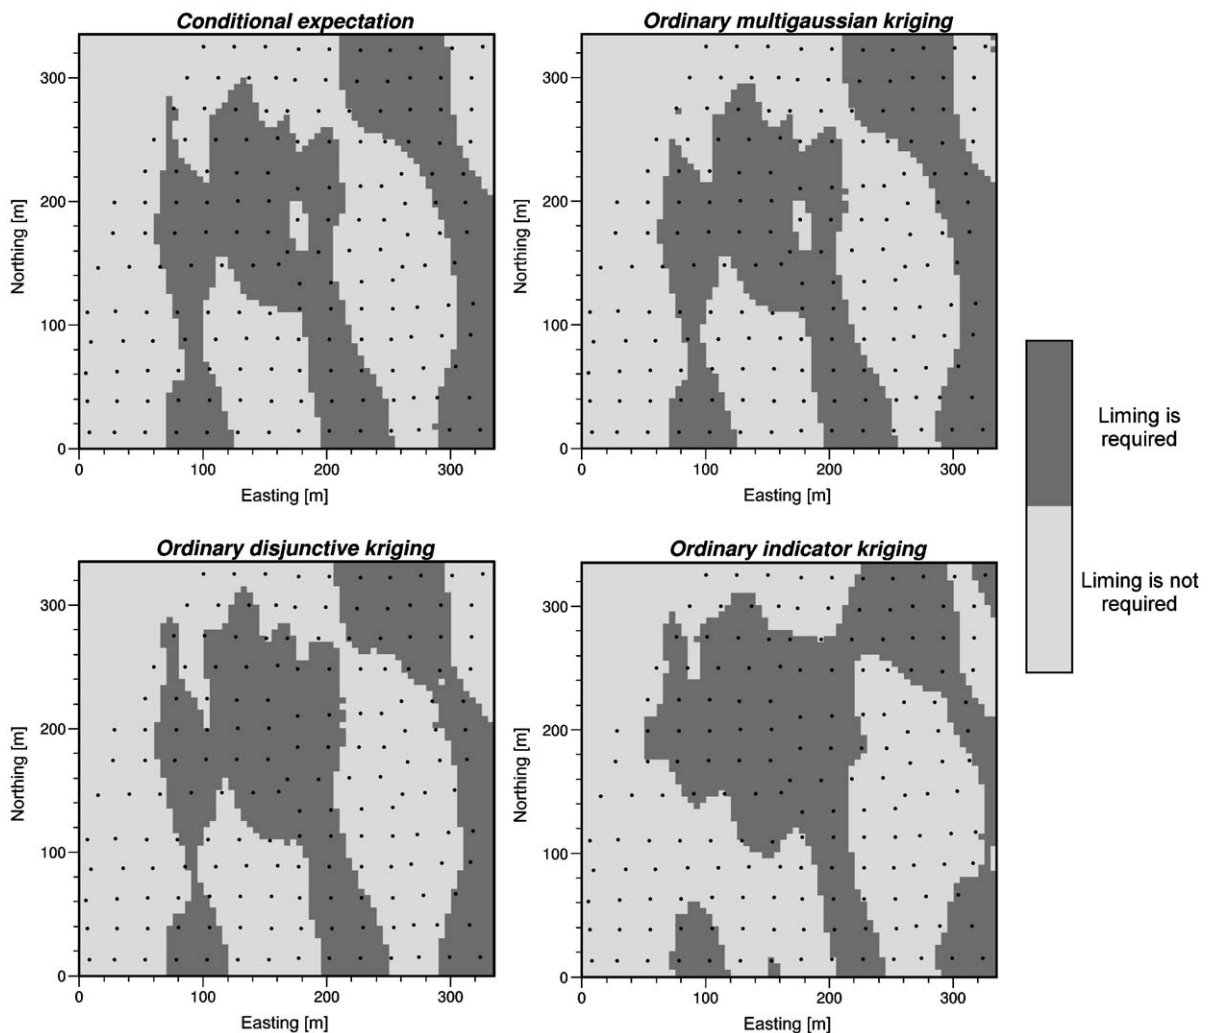 Conditional expectation
Ordinary multigaussian kriging
300
200
100
0
Northing [m]
0 100 200 300
Easting [m]
300
200
100
0
Northing [m]
0 100 200 300
Easting [m]
Liming is
required
Liming is not
required
Ordinary disjunctive kriging
Ordinary indicator kriging
300
200
100
0
Northing [m]
0 100 200 300
Easting [m]
300
200
100
0
Northing [m]
0 100 200 300
Easting [m]